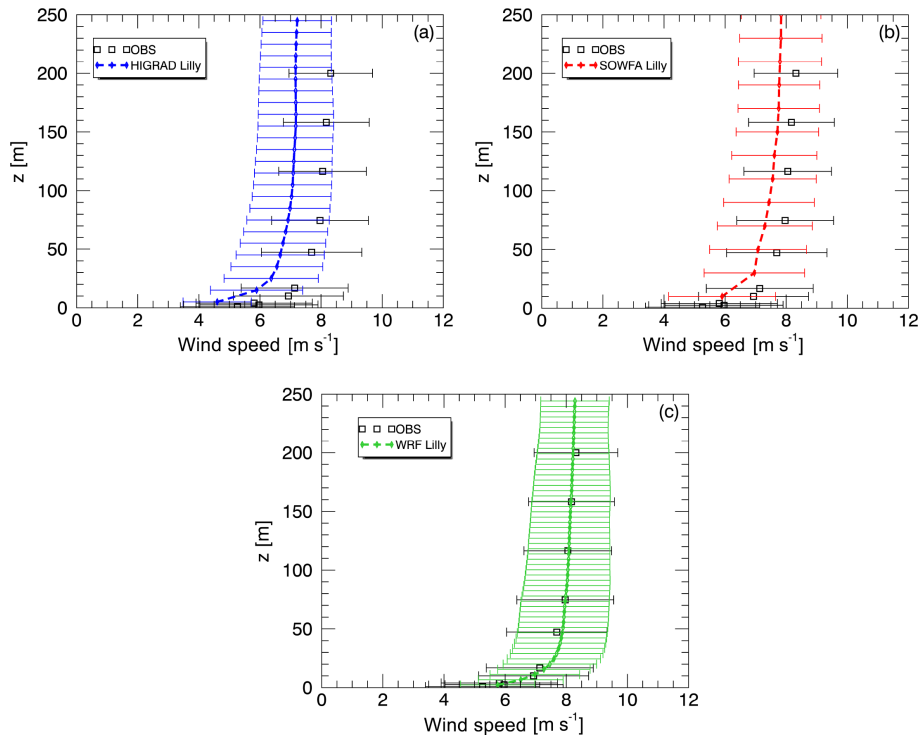 250
200
150
100
50
0
z [m]
(a)
OBS
HIGRAD Lilly
0 2 4 6 8 10 12
Wind speed [m s⁻¹]
250
200
150
100
50
0
z [m]
(b)
OBS
SOWFA Lilly
0 2 4 6 8 10 12
Wind speed [m s⁻¹]
250
200
150
100
50
0
z [m]
(c)
OBS
WRF Lilly
0 2 4 6 8 10 12
Wind speed [m s⁻¹]